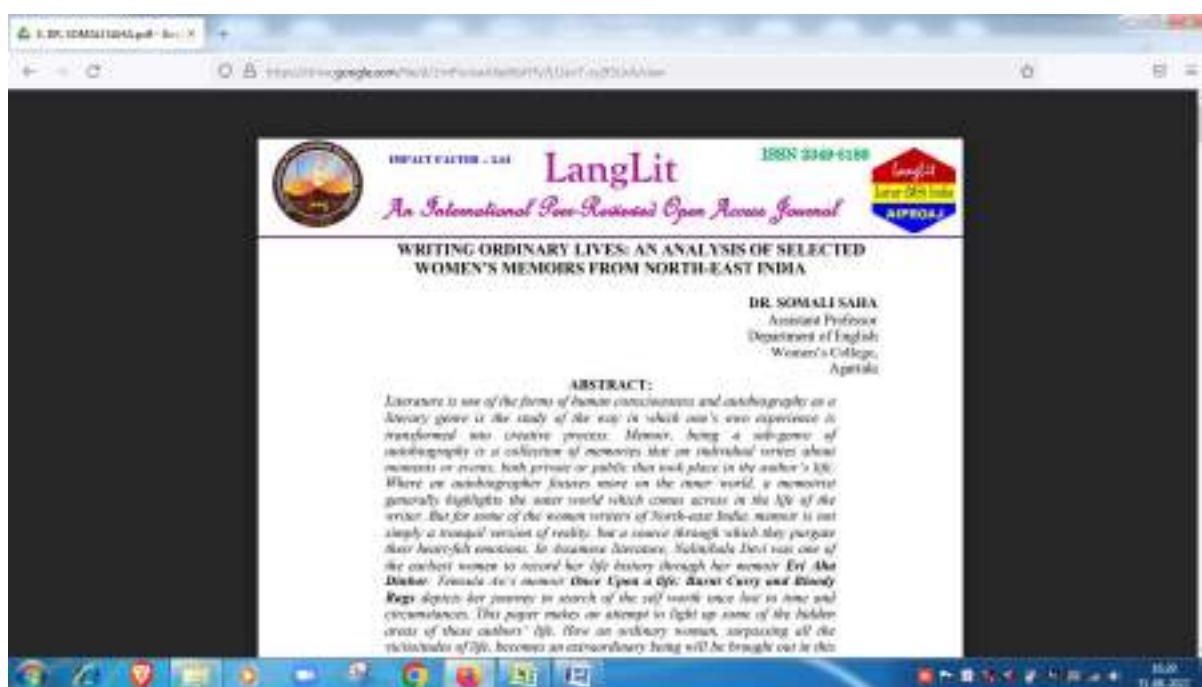 LangLit
IMPACT FACTOR – 5.61
An International Peer-Reviewed Open Access Journal
LangLit
AIPROAJ
WRITING ORDINARY LIVES: AN ANALYSIS OF SELECTED
WOMEN'S MEMOIRS FROM NORTH-EAST INDIA
DR. SOMALI SAHA
Assistant Professor
Department of English
Women's College,
Agartala
ABSTRACT:
Literature is one of the forms of human consciousness and autobiography as a
literary genre is the study of the way in which one's own experience is
transformed into creative process. Memoir, being a sub-genre of
autobiography is a collection of memories that an individual writes about
moments or events, both private or public that took place in the author's life.
Where an autobiographer focuses more on the inner world, a memoirist
generally highlights the outer world which comes across in the life of the
writer. But for some of the women writers of North-east India, memoir is not
simply a tranquil version of reality, but a source through which they purgate
their heart-felt emotions. In Assamese literature, Nalinibala Devi was one of
the earliest women to record her life history through her memoir Eri Aha
Dinbor. Temsula Ao's memoir Once Upon a life: Burnt Curry and Bloody
Rags depicts her journey in search of the self worth once lost in time and
circumstances. This paper makes an attempt to light up some of the hidden
areas of these authors' life. How an ordinary woman, surpassing all the
vicissitudes of life, becomes an extraordinary being will be brought out in this